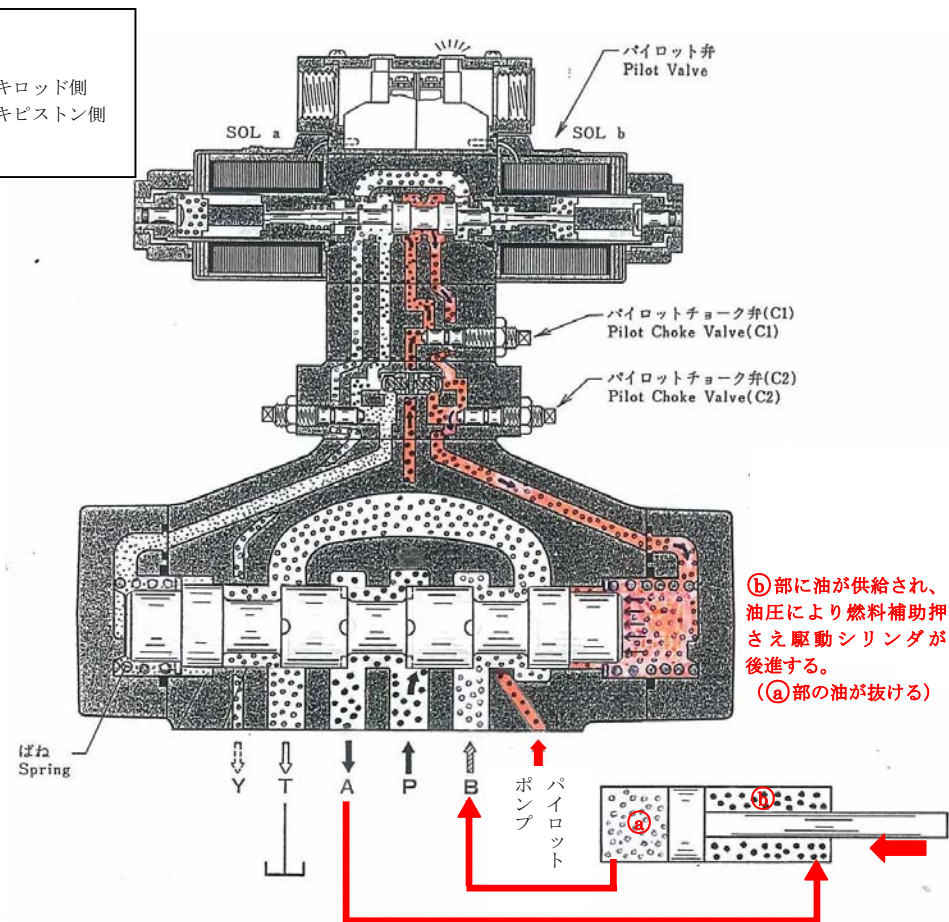 キロッド側
キピストン側
パイロット弁
Pilot Valve
SOL a
SOL b
パイロットチョーク弁(C1)
Pilot Choke Valve(C1)
パイロットチョーク弁(C2)
Pilot Choke Valve(C2)
ⓑ部に油が供給され、
油圧により燃料補助押
さえ駆動シリンダが
後進する。
(ⓐ部の油が抜ける)
ばね
Spring
Y
T
A
P
B
パイロット
ポンプ
ⓐ
ⓑ